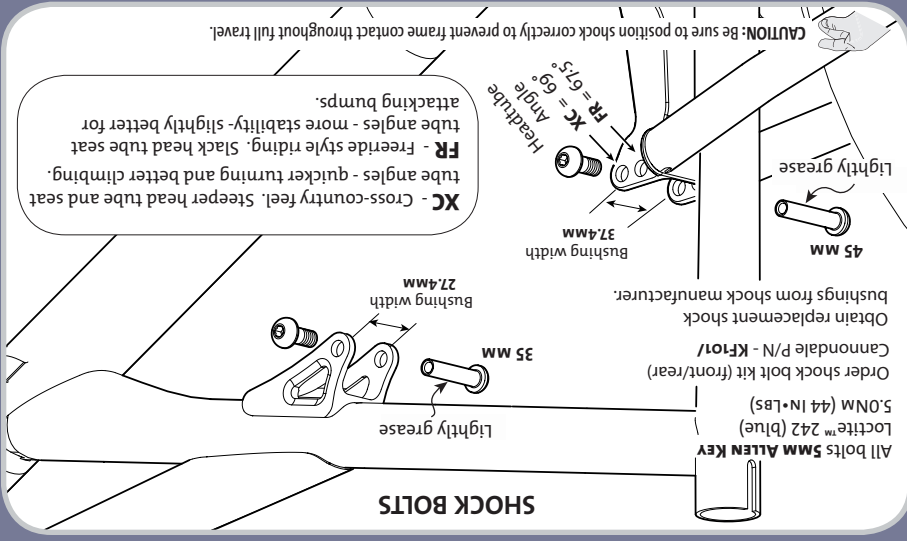 SHOCK BOLTS
All bolts 5MM ALLEN KEY
Loctite™ 242 (blue)
5.0NM (44 IN•LBS)
Order shock bolt kit (front/rear)
Cannondale P/N - KF101/
Obtain replacement shock
bushings from shock manufacturer.
Lightly grease
35 MM
Bushing width
27.4MM
45 MM
Lightly grease
Bushing width
37.4MM
Headtube
Angle
XC = 69°
FR = 67.5°
XC - Cross-country feel. Steeper head tube and seat
tube angles - quicker turning and better climbing.
FR - Freeride style riding. Slack head tube seat
tube angles - more stability- slightly better for
attacking bumps.
CAUTION: Be sure to position shock correctly to prevent frame contact throughout full travel.